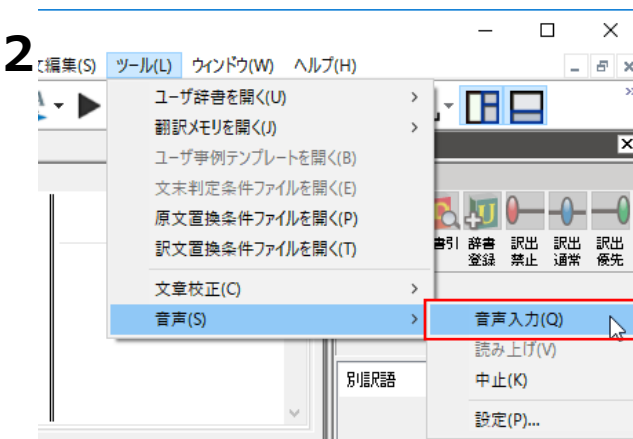 2
編集(S) ツール(L) ウィンドウ(W) ヘルプ(H)
ユーザ辞書を開く(U)
翻訳メモリを開く(J)
ユーザ事例テンプレートを開く(B)
文末判定条件ファイルを開く(E)
原文置換条件ファイルを開く(P)
訳文置換条件ファイルを開く(T)
文章校正(C)
音声(S)
書引 辞書登録 訳出禁止 訳出通常 訳出優先
音声入力(Q)
読み上げ(V)
中止(K)
設定(P)...
別訳語